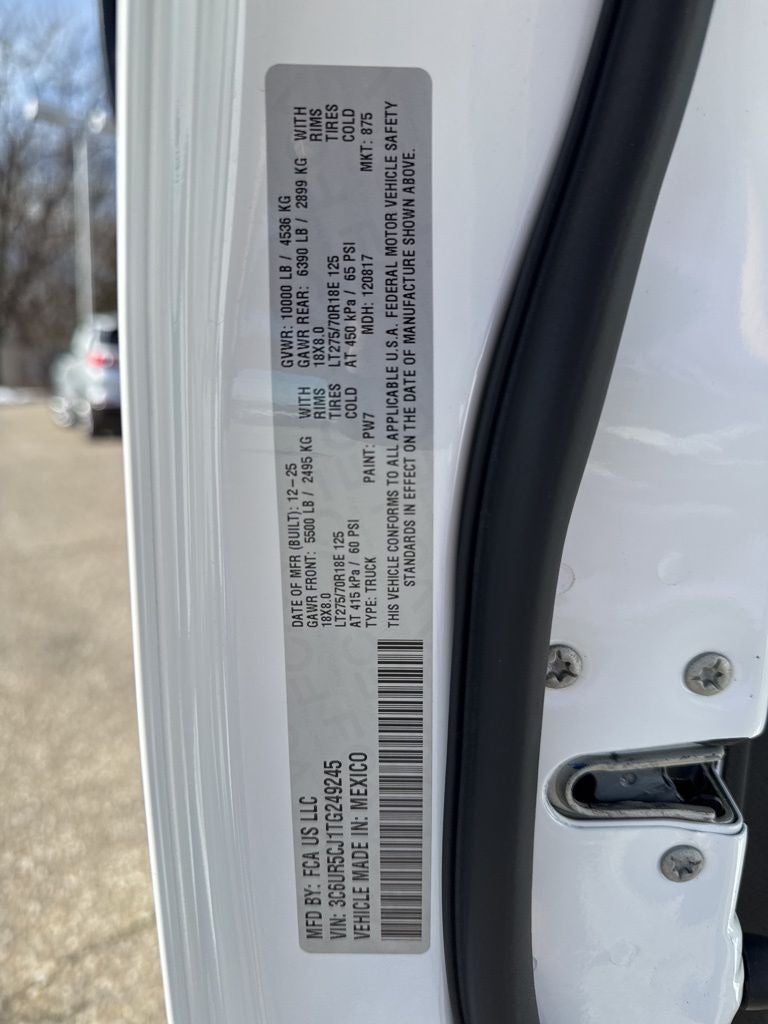 MFD BY: FCA US LLC
VIN: 3C6UR5CJ1TG249245
VEHICLE MADE IN: MEXICO
DATE OF MFR (BUILT): 12-25
GVWR: 10000 LB / 4536 KG
GAWR FRONT: 5500 LB / 2495 KG WITH
GAWR REAR: 6390 LB / 2899 KG WITH
18X8.0 RIMS
18X8.0 RIMS
LT275/70R18E 125 TIRES
LT275/70R18E 125 TIRES
AT 415 kPa / 60 PSI COLD
AT 450 kPa / 65 PSI COLD
TYPE: TRUCK PAINT: PW7 MDH: 120817 MKT: 875
THIS VEHICLE CONFORMS TO ALL APPLICABLE U.S.A. FEDERAL MOTOR VEHICLE SAFETY
STANDARDS IN EFFECT ON THE DATE OF MANUFACTURE SHOWN ABOVE.